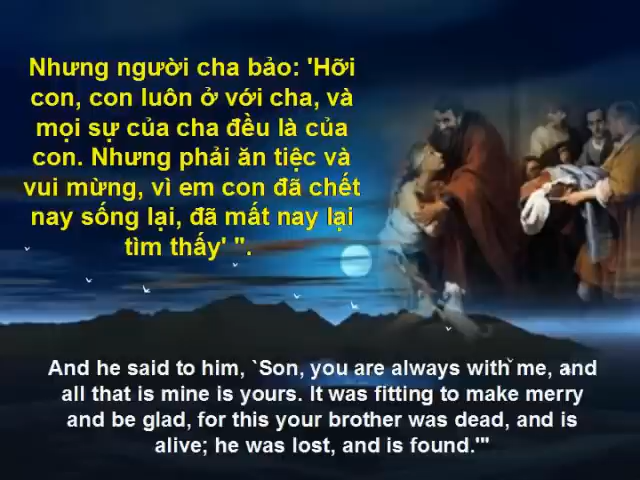 Nhưng người cha bảo: 'Hỡi
con, con luôn ở với cha, và
mọi sự của cha đều là của
con. Nhưng phải ăn tiệc và
vui mừng, vì em con đã chết
nay sống lại, đã mất nay lại
tìm thấy' ".
And he said to him, `Son, you are always with me, and
all that is mine is yours. It was fitting to make merry
and be glad, for this your brother was dead, and is
alive; he was lost, and is found.'"